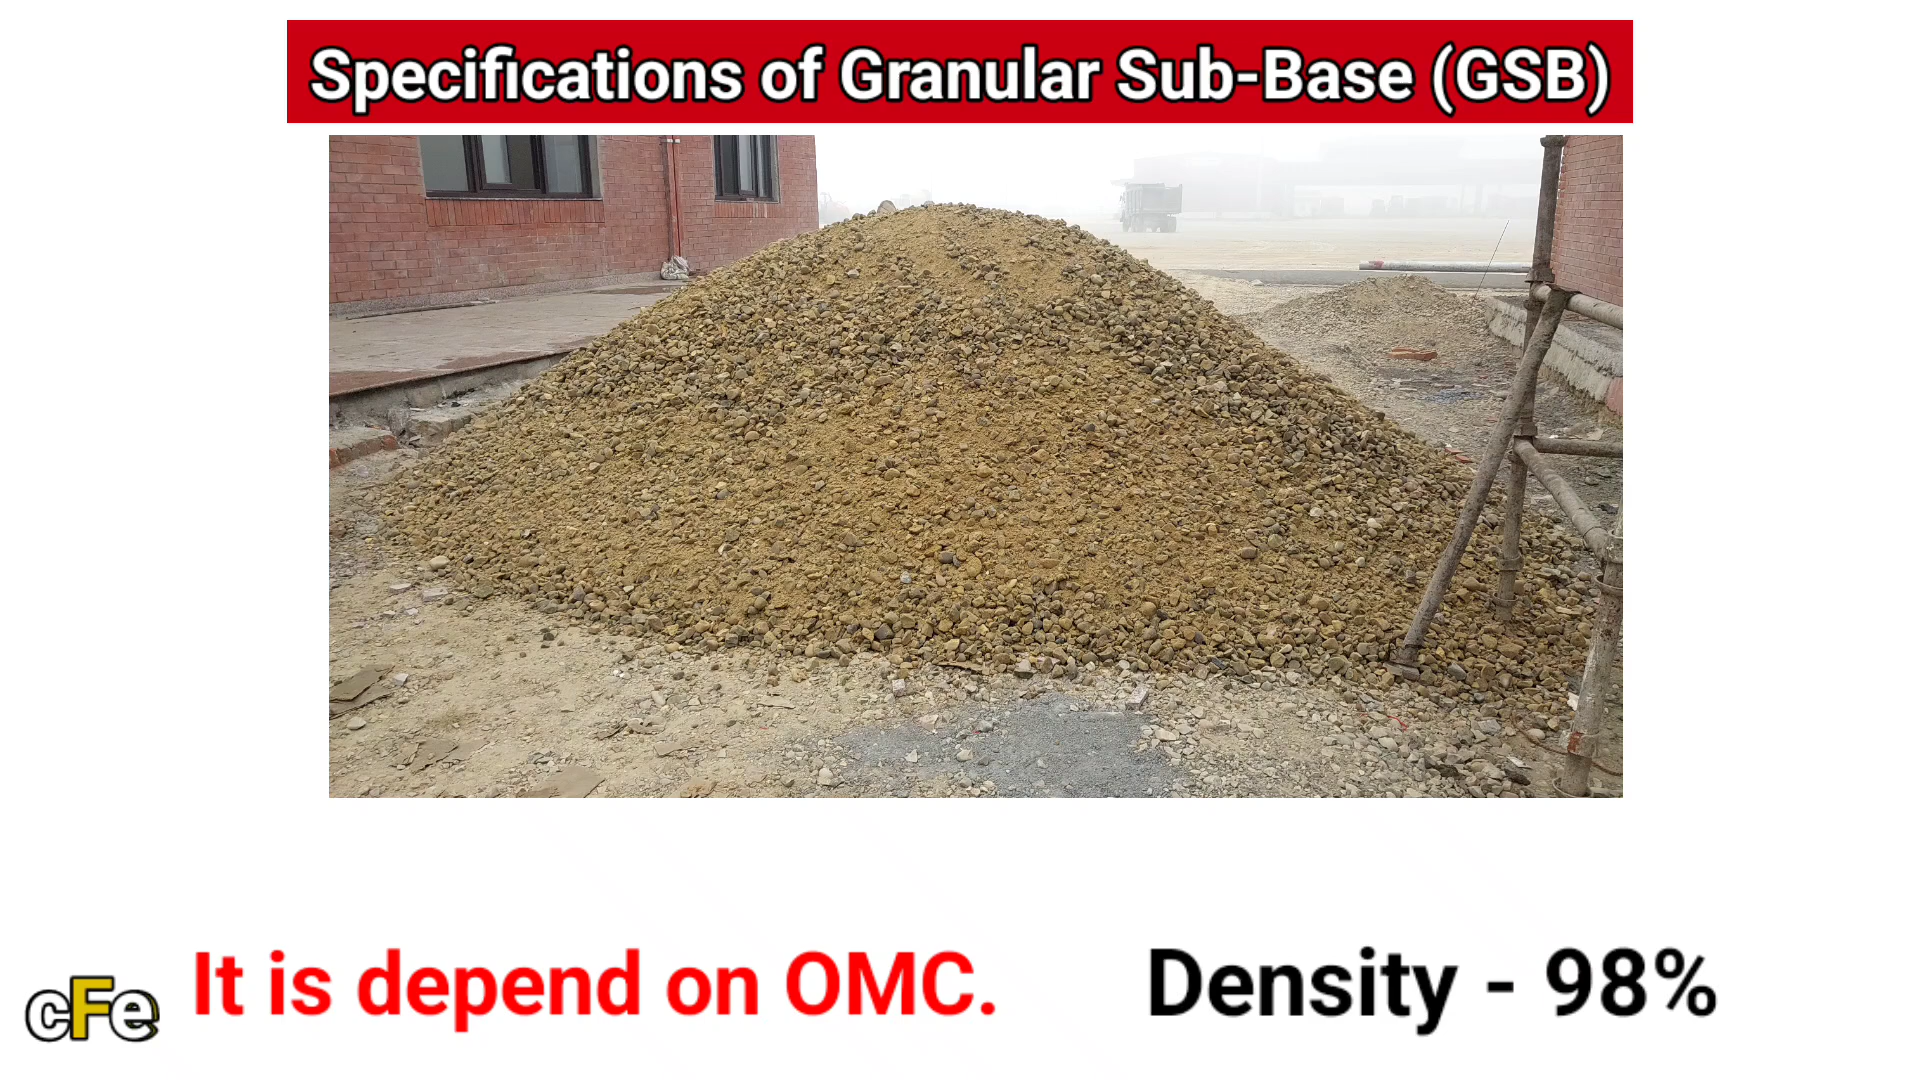 Specifications of Granular Sub-Base (GSB)
It is depend on OMC.
Density - 98%
cFe